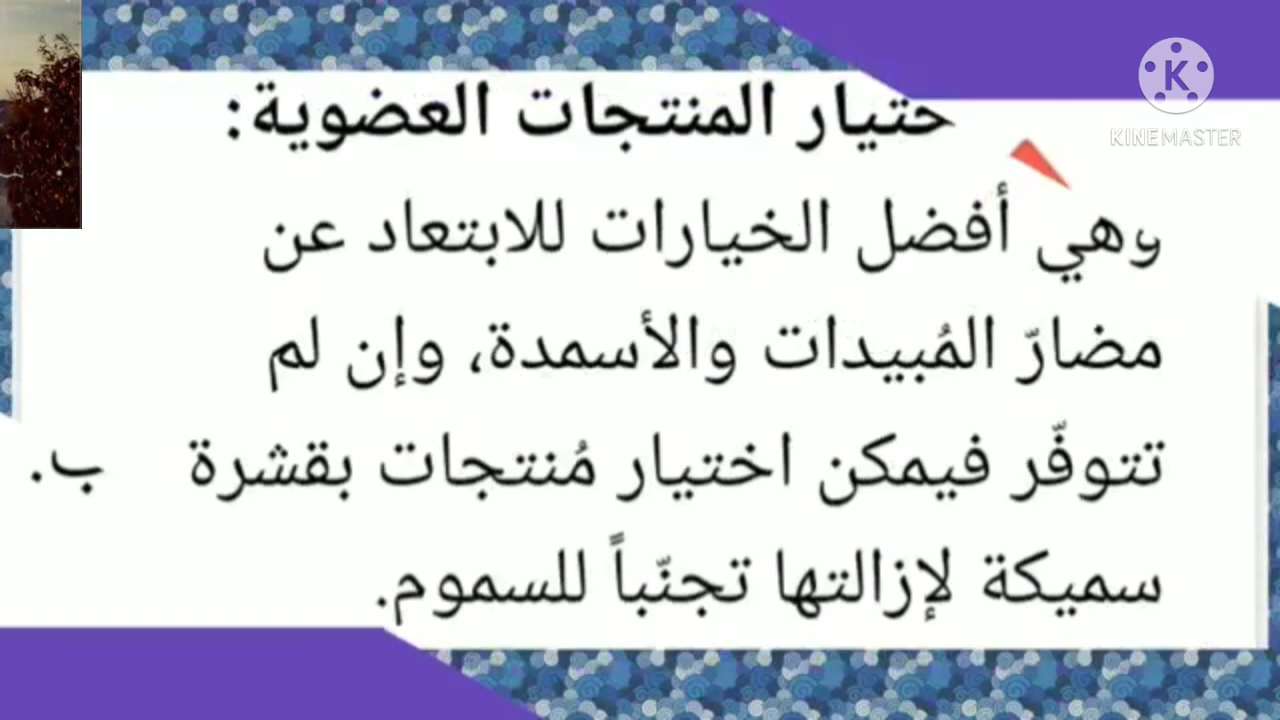 ختيار المنتجات العضوية:
وهي أفضل الخيارات للابتعاد عن
مضارّ المُبيدات والأسمدة، وإن لم
تتوفّر فيمكن اختيار مُنتجات بقشرة
ب.
سميكة لإزالتها تجنّباً للسموم.
KINEMASTER